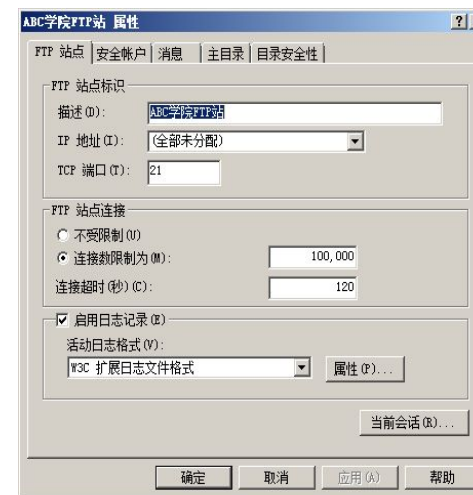 ABC学院FTP站 属性
FTP 站点 安全帐户 消息 主目录 目录安全性
FTP 站点标识
描述(D): ABC学院FTP站
IP 地址(I): (全部未分配)
TCP 端口(T): 21
FTP 站点连接
不受限制(U)
连接数限制为(M): 100,000
连接超时(秒)(C): 120
启用日志记录(E)
活动日志格式(V):
W3C 扩展日志文件格式 属性(P)...
当前会话(R)...
确定 取消 应用(A) 帮助